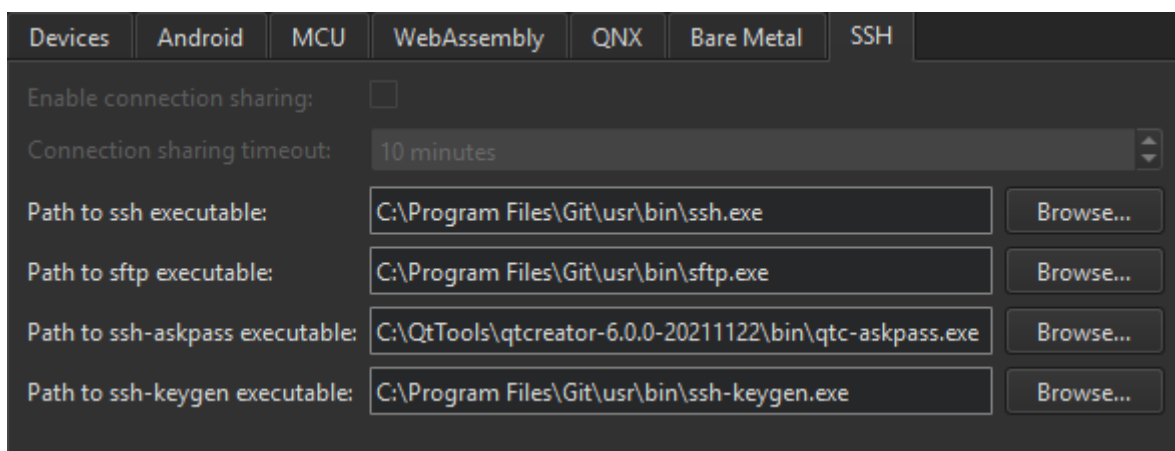 Devices Android MCU WebAssembly QNX Bare Metal SSH
Enable connection sharing:
Connection sharing timeout: 10 minutes
Path to ssh executable: C:\Program Files\Git\usr\bin\ssh.exe Browse...
Path to sftp executable: C:\Program Files\Git\usr\bin\sftp.exe Browse...
Path to ssh-askpass executable: C:\QtTools\qtcreator-6.0.0-20211122\bin\qtc-askpass.exe Browse...
Path to ssh-keygen executable: C:\Program Files\Git\usr\bin\ssh-keygen.exe Browse...